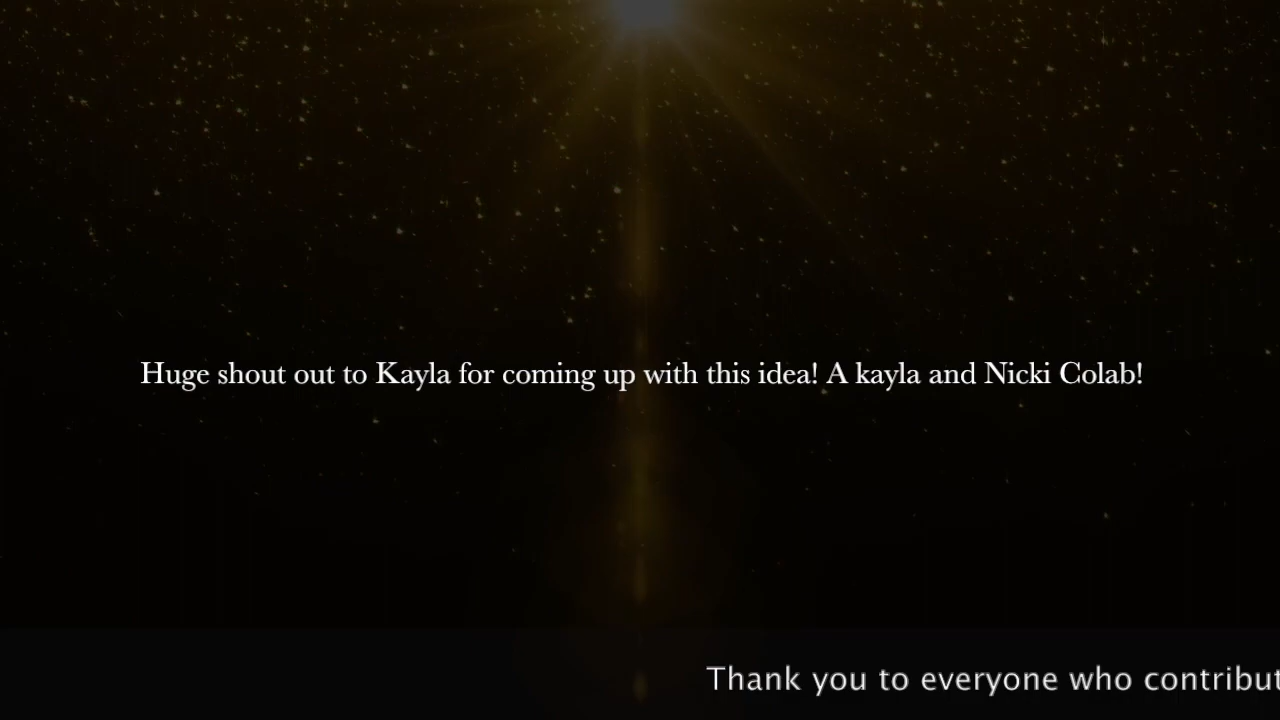 Huge shout out to Kayla for coming up with this idea! A kayla and Nicki Colab!
Thank you to everyone who